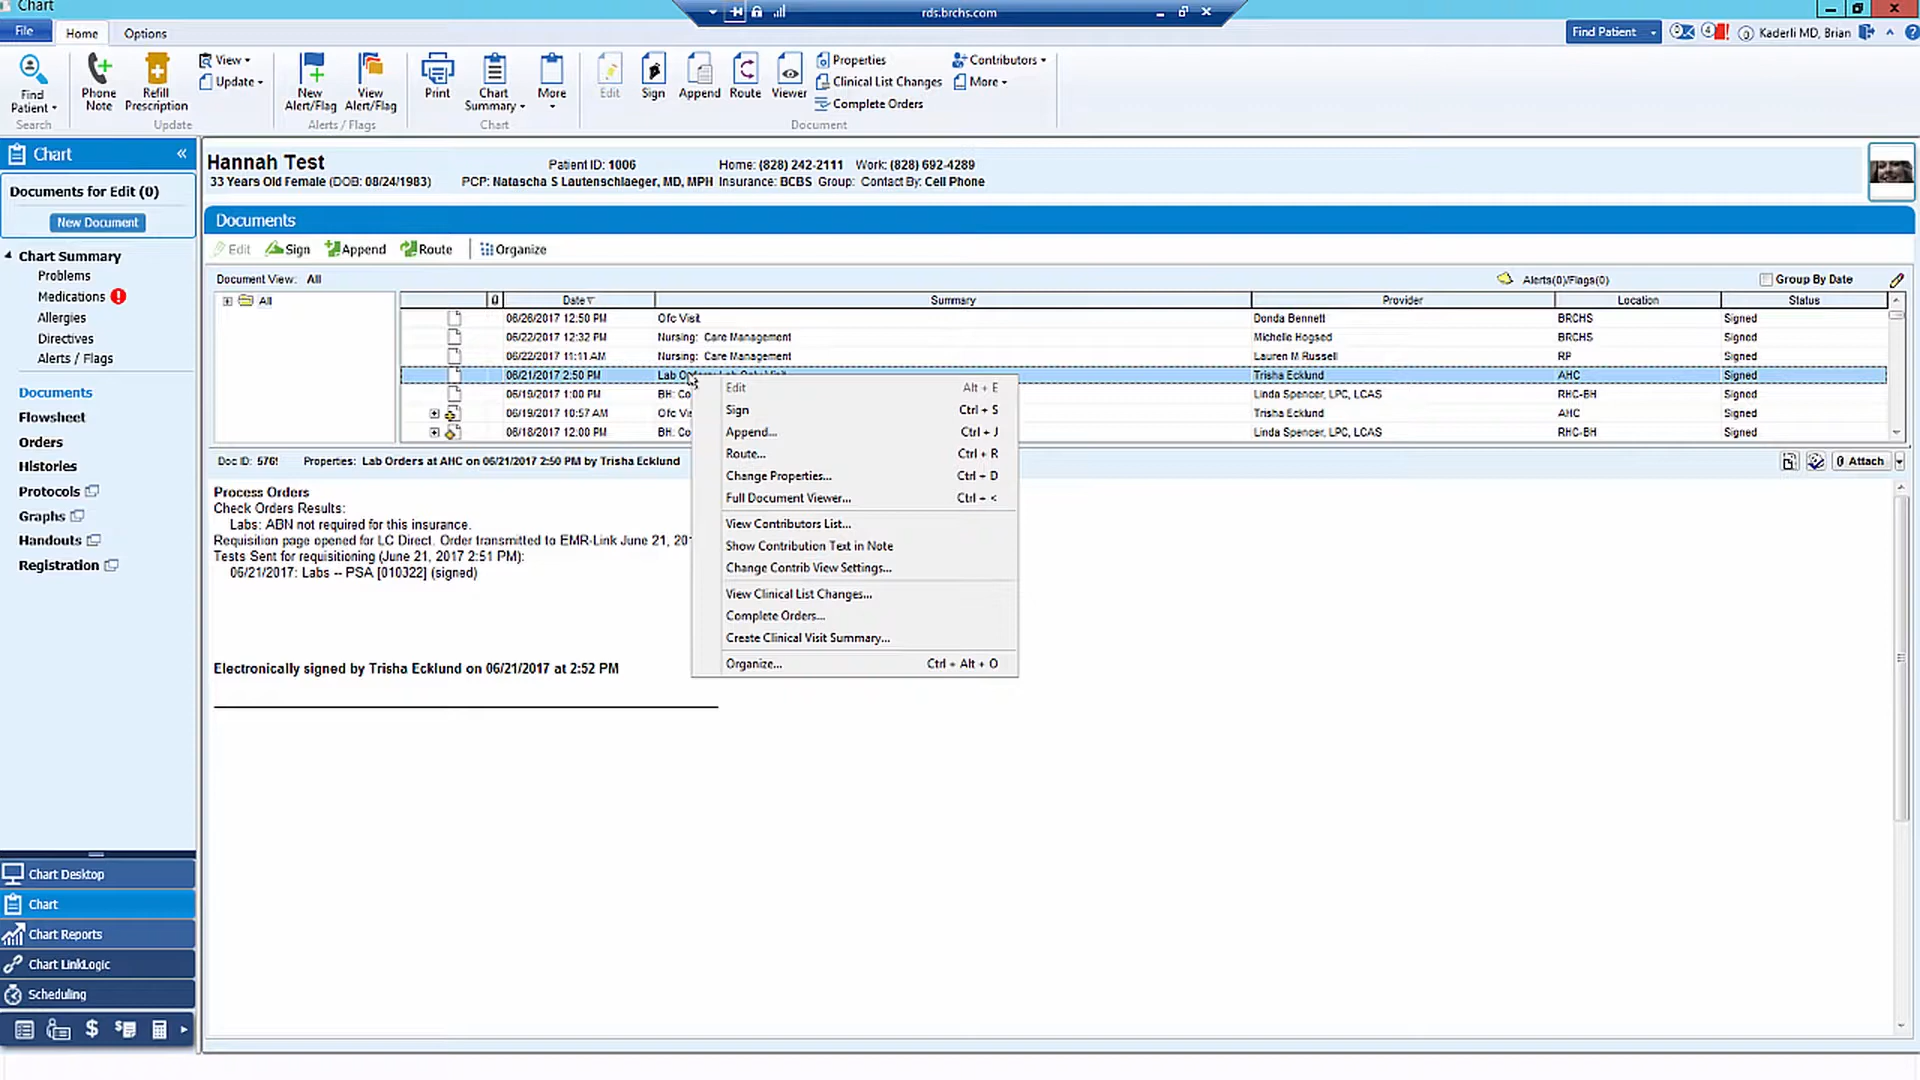 Chart
rds.brchs.com
File Home Options
Find Patient
Kaderli MD, Brian
Find Patient
Search
Phone Note
Refill Prescription
View
Update
Update
New Alert/Flag
View Alert/Flag
Alerts / Flags
Print
Chart Summary
More
Chart
Edit
Sign
Append
Route
Viewer
Properties
Clinical List Changes
Complete Orders
Contributors
More
Document
Chart
Documents for Edit (0)
New Document
Chart Summary
Problems
Medications
Allergies
Directives
Alerts / Flags
Documents
Flowsheet
Orders
Histories
Protocols
Graphs
Handouts
Registration
Chart Desktop
Chart
Chart Reports
Chart LinkLogic
Scheduling
Hannah Test
Patient ID: 1006
Home: (828) 242-2111 Work: (828) 692-4289
33 Years Old Female (DOB: 08/24/1983)
PCP: Natascha S Lautenschlaeger, MD, MPH Insurance: BCBS Group: Contact By: Cell Phone
Documents
Edit Sign Append Route Organize
Document View: All
Alerts(0)/Flags(0)
Group By Date
All
Date Summary Provider Location Status
06/26/2017 12:50 PM Ofc Visit Donda Bennett BRCHS Signed
06/22/2017 12:32 PM Nursing: Care Management Michelle Hogsed BRCHS Signed
06/22/2017 11:11 AM Nursing: Care Management Lauren M Russell RP Signed
06/21/2017 2:50 PM Lab Trisha Ecklund AHC Signed
06/19/2017 1:00 PM BH: Co Linda Spencer, LPC, LCAS RHC-BH Signed
06/19/2017 10:57 AM Ofc Vis Trisha Ecklund AHC Signed
06/18/2017 12:00 PM BH: Co Linda Spencer, LPC, LCAS RHC-BH Signed
Edit Alt + E
Sign Ctrl + S
Append... Ctrl + J
Route... Ctrl + R
Change Properties... Ctrl + D
Full Document Viewer... Ctrl + <
View Contributors List...
Show Contribution Text in Note
Change Contrib View Settings...
View Clinical List Changes...
Complete Orders...
Create Clinical Visit Summary...
Organize... Ctrl + Alt + O
Doc ID: 576! Properties: Lab Orders at AHC on 06/21/2017 2:50 PM by Trisha Ecklund
Attach
Process Orders
Check Orders Results:
Labs: ABN not required for this insurance.
Requisition page opened for LC Direct. Order transmitted to EMR-Link June 21, 201
Tests Sent for requisitioning (June 21, 2017 2:51 PM):
06/21/2017: Labs -- PSA [010322] (signed)
Electronically signed by Trisha Ecklund on 06/21/2017 at 2:52 PM